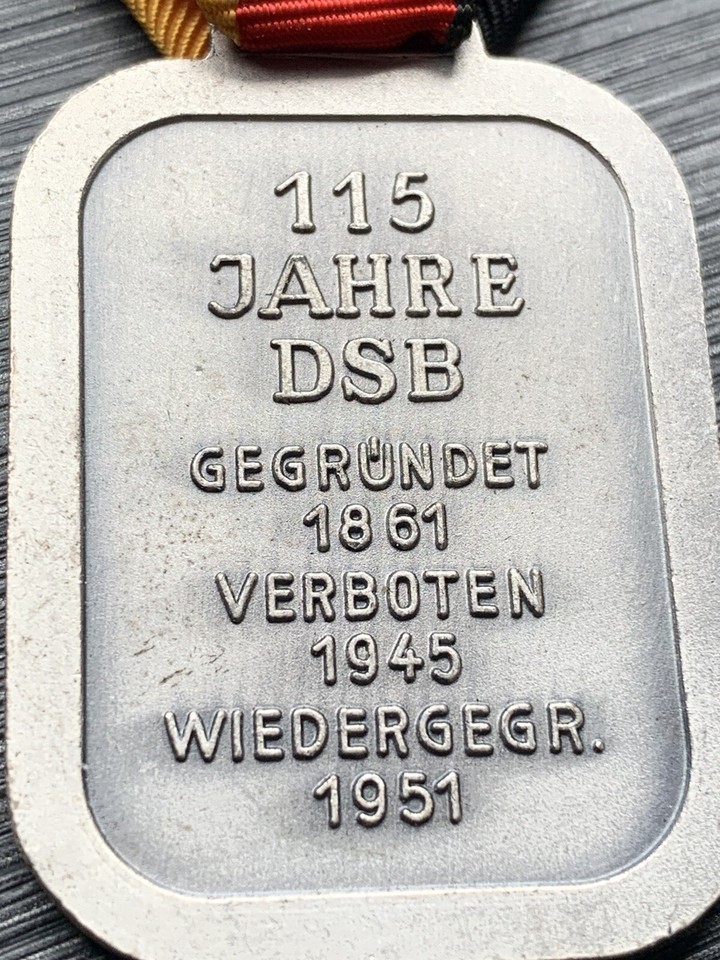 115
JAHRE
DSB
GEGRÜNDET
1861
VERBOTEN
1945
WIEDERGEGR.
1951